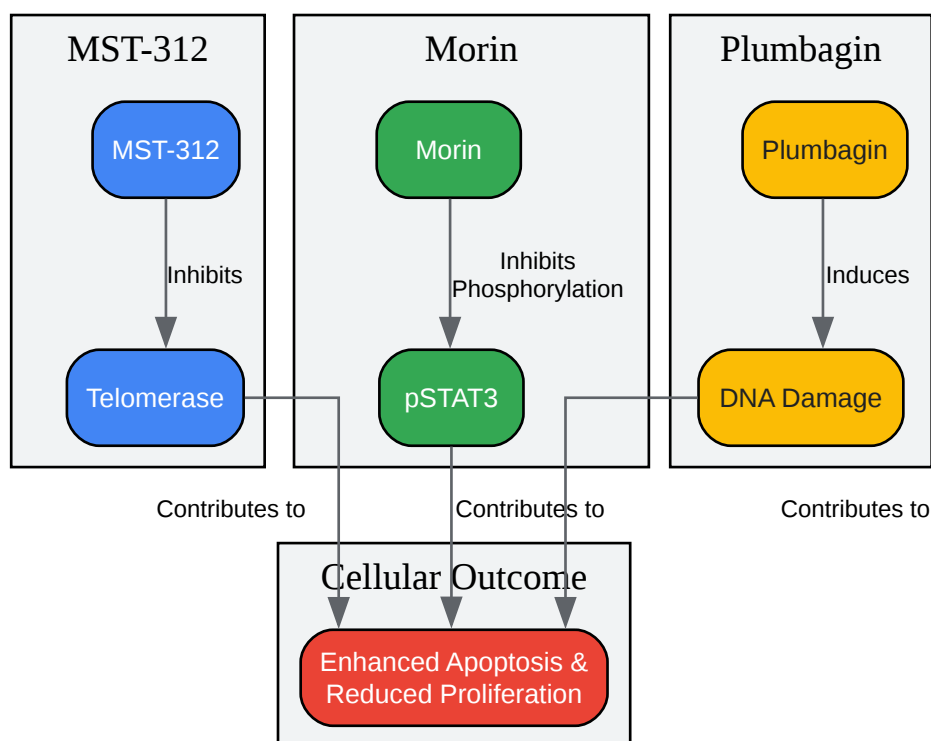 MST-312
Morin
Plumbagin
MST-312
Morin
Plumbagin
Inhibits
Inhibits
Phosphorylation
Induces
Telomerase
pSTAT3
DNA Damage
Contributes to
Contributes to
Contributes to
Cellular Outcome
Enhanced Apoptosis &
Reduced Proliferation